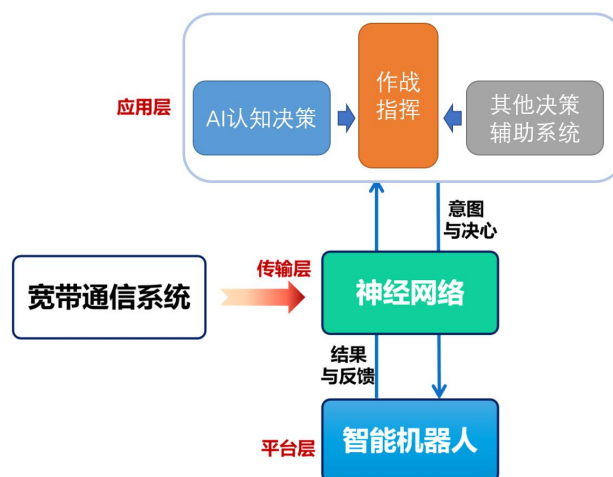 作战
指挥
AI认知决策
其他决策
辅助系统
应用层
意图
与决心
传输层
宽带通信系统
神经网络
结果
与反馈
平台层
智能机器人